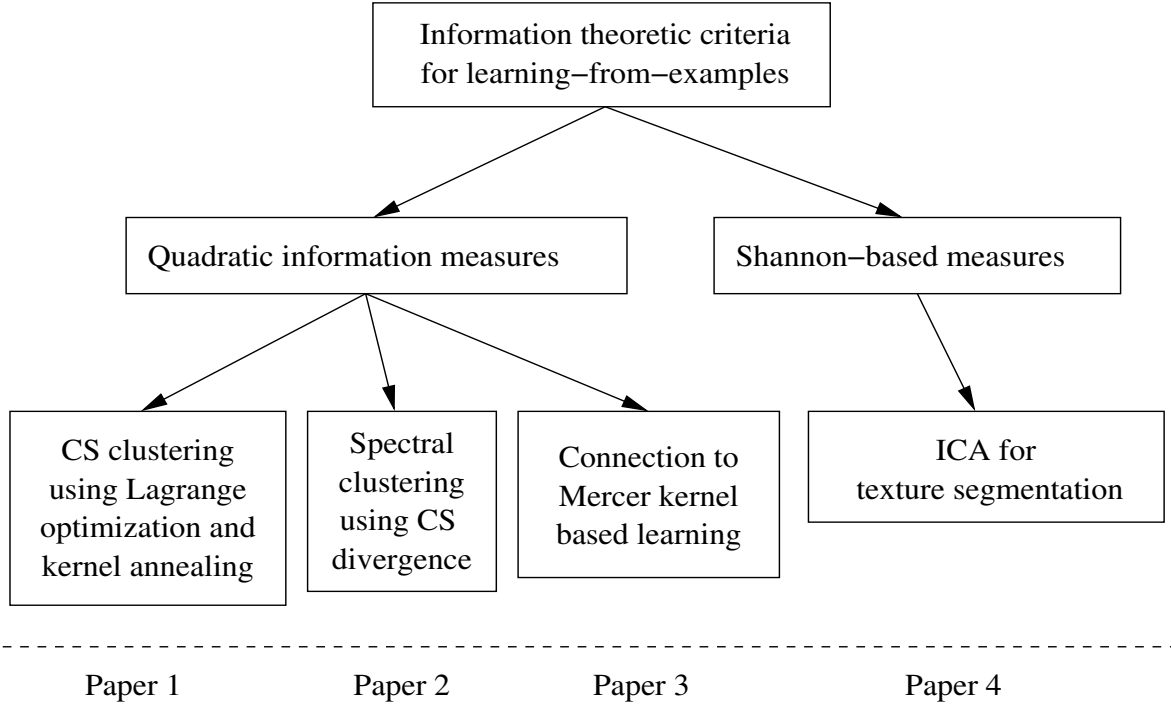 Information theoretic criteria
for learning−from−examples
Quadratic information measures
Shannon−based measures
CS clustering
using Lagrange
optimization and
kernel annealing
Spectral
clustering
using CS
divergence
Connection to
Mercer kernel
based learning
ICA for
texture segmentation
Paper 1
Paper 2
Paper 3
Paper 4